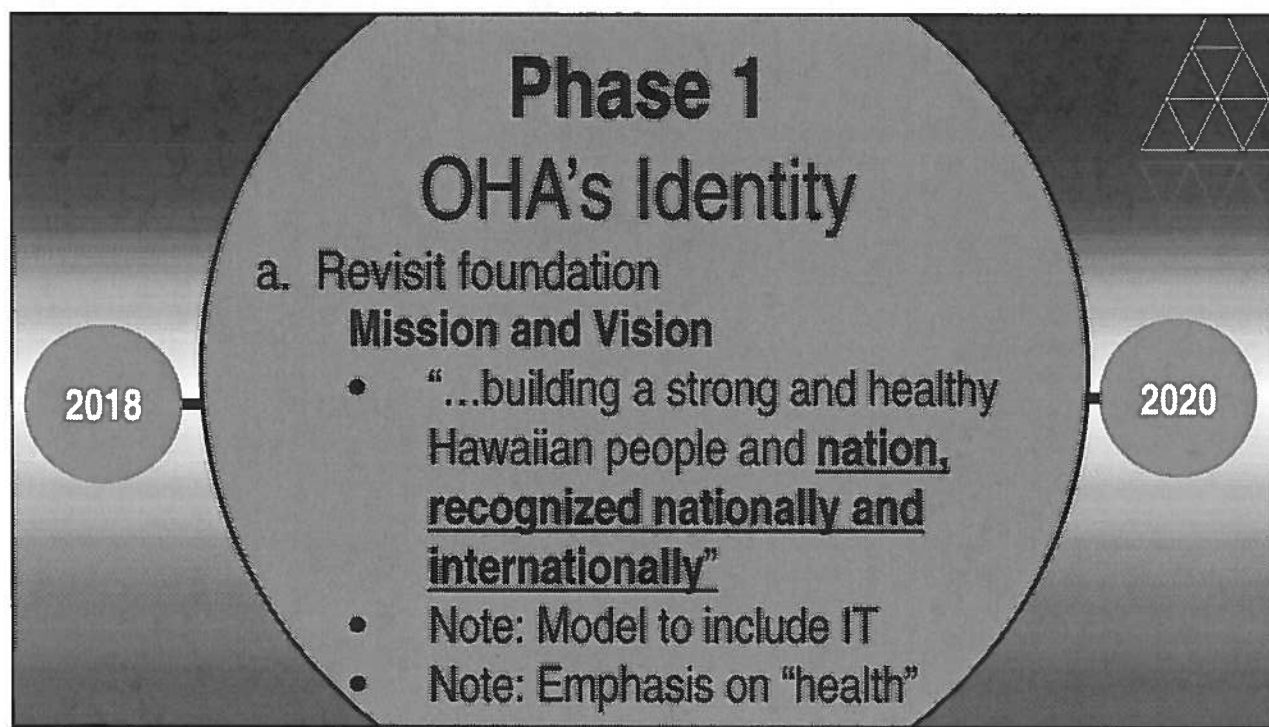 Phase 1
OHA's Identity
a. Revisit foundation
Mission and Vision
• "...building a strong and healthy
Hawaiian people and nation,
recognized nationally and
internationally"
• Note: Model to include IT
• Note: Emphasis on "health"
2018
2020